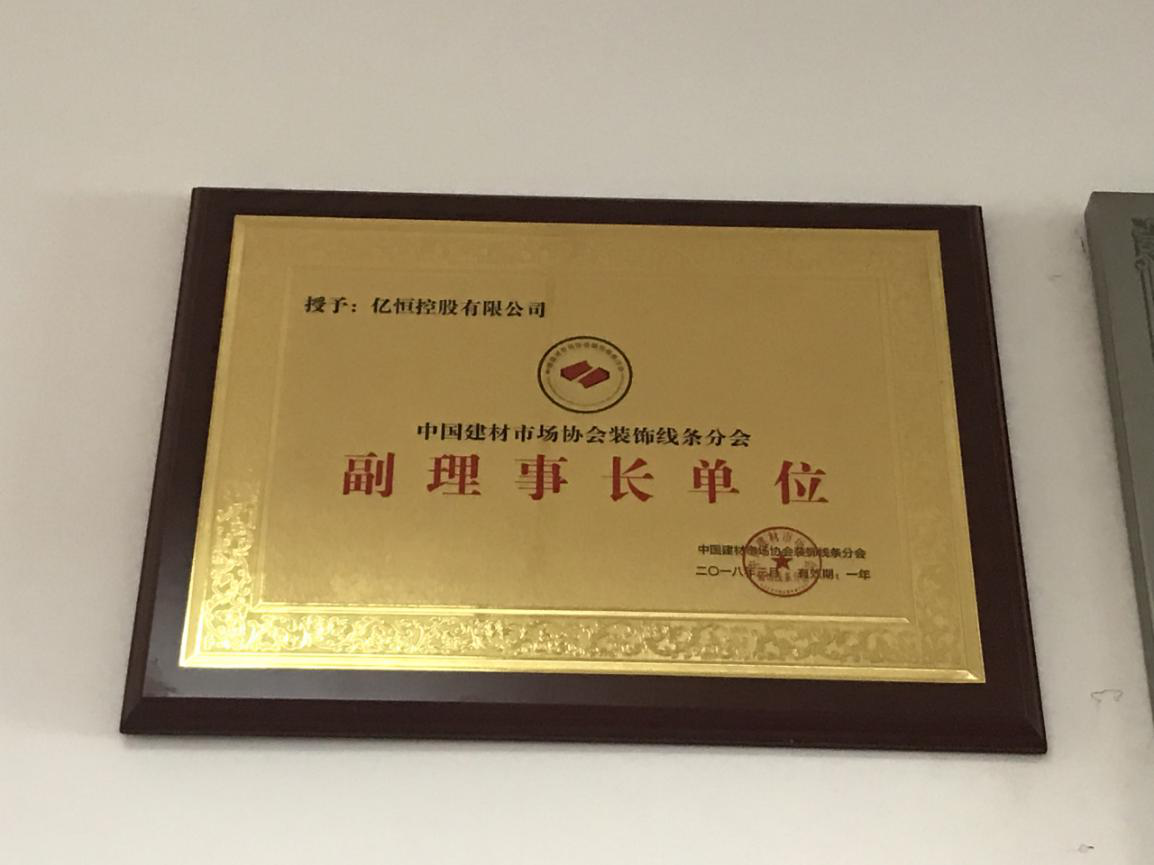 授予：亿恒控股有限公司
中国建材市场协会装饰线条分会
副理事长单位
中国建材市场协会装饰线条分会
二〇一八年二月 有效期：一年